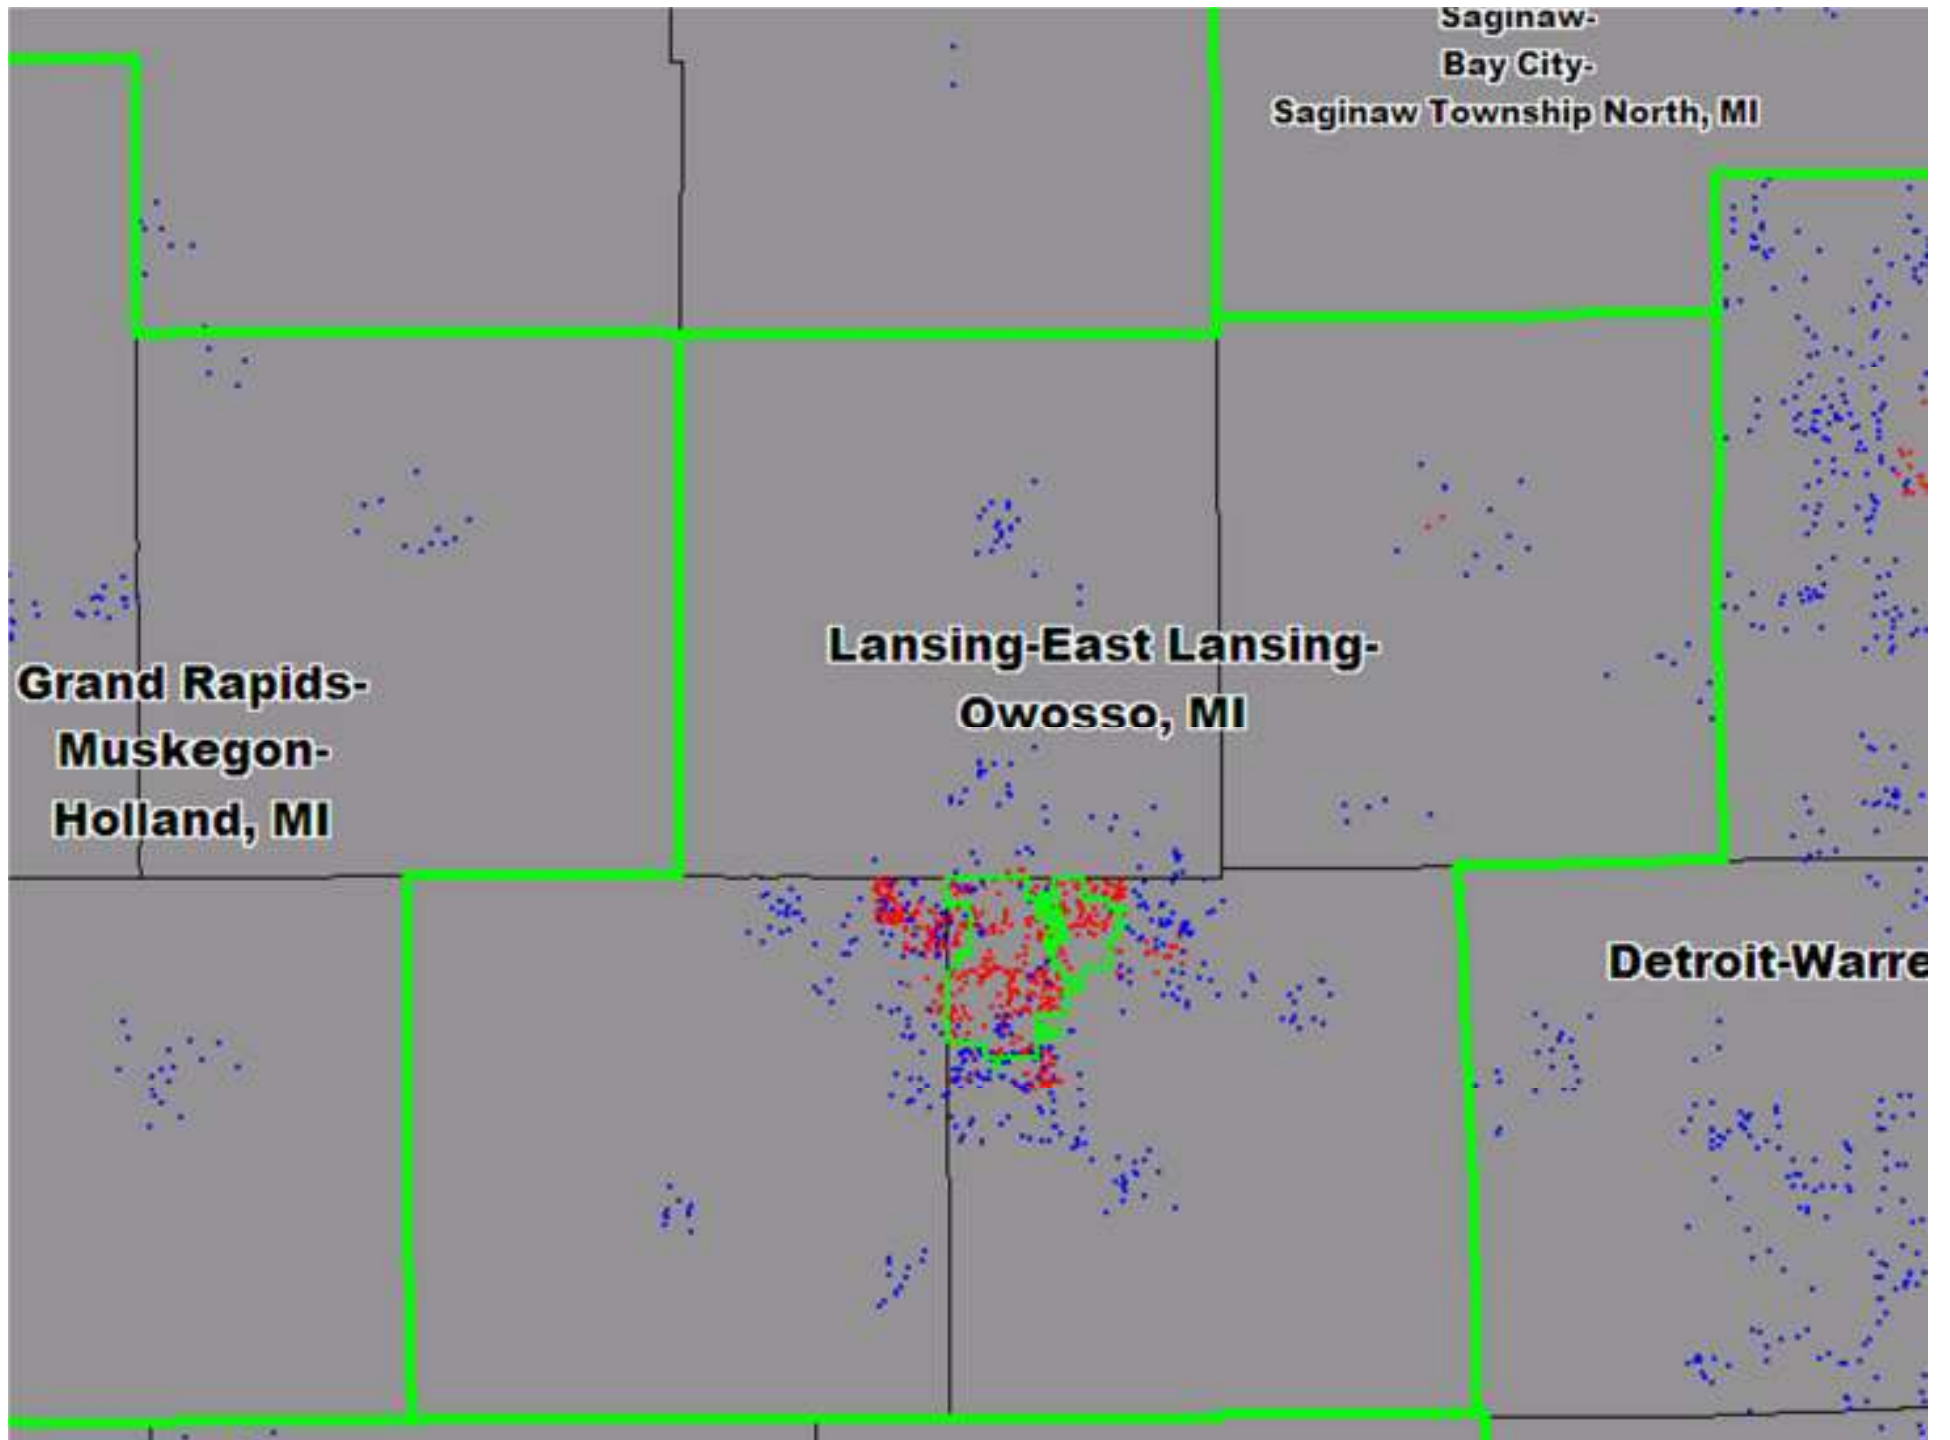 Saginaw-
Bay City-
Saginaw Township North, MI
Lansing-East Lansing-
Owosso, MI
Grand Rapids-
Muskegon-
Holland, MI
Detroit-Warre